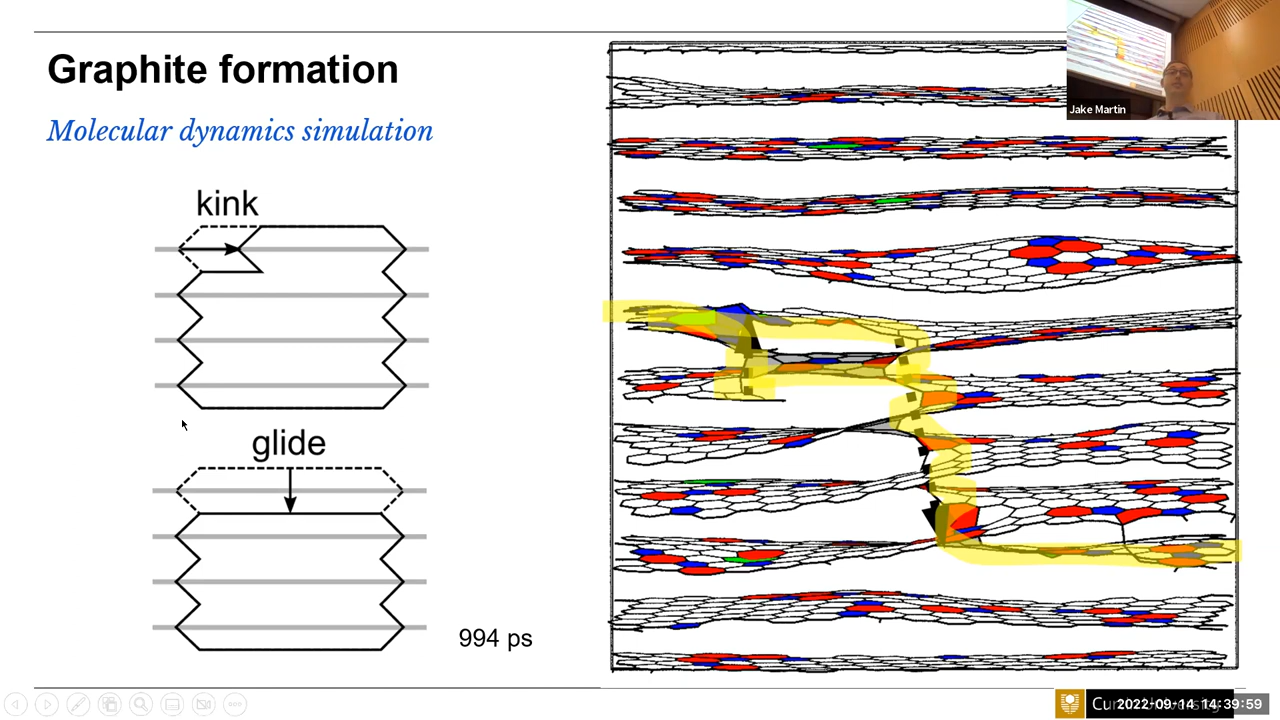 Graphite formation
Molecular dynamics simulation
kink
glide
994 ps
Jake Martin
2022-09-14 14:39:59